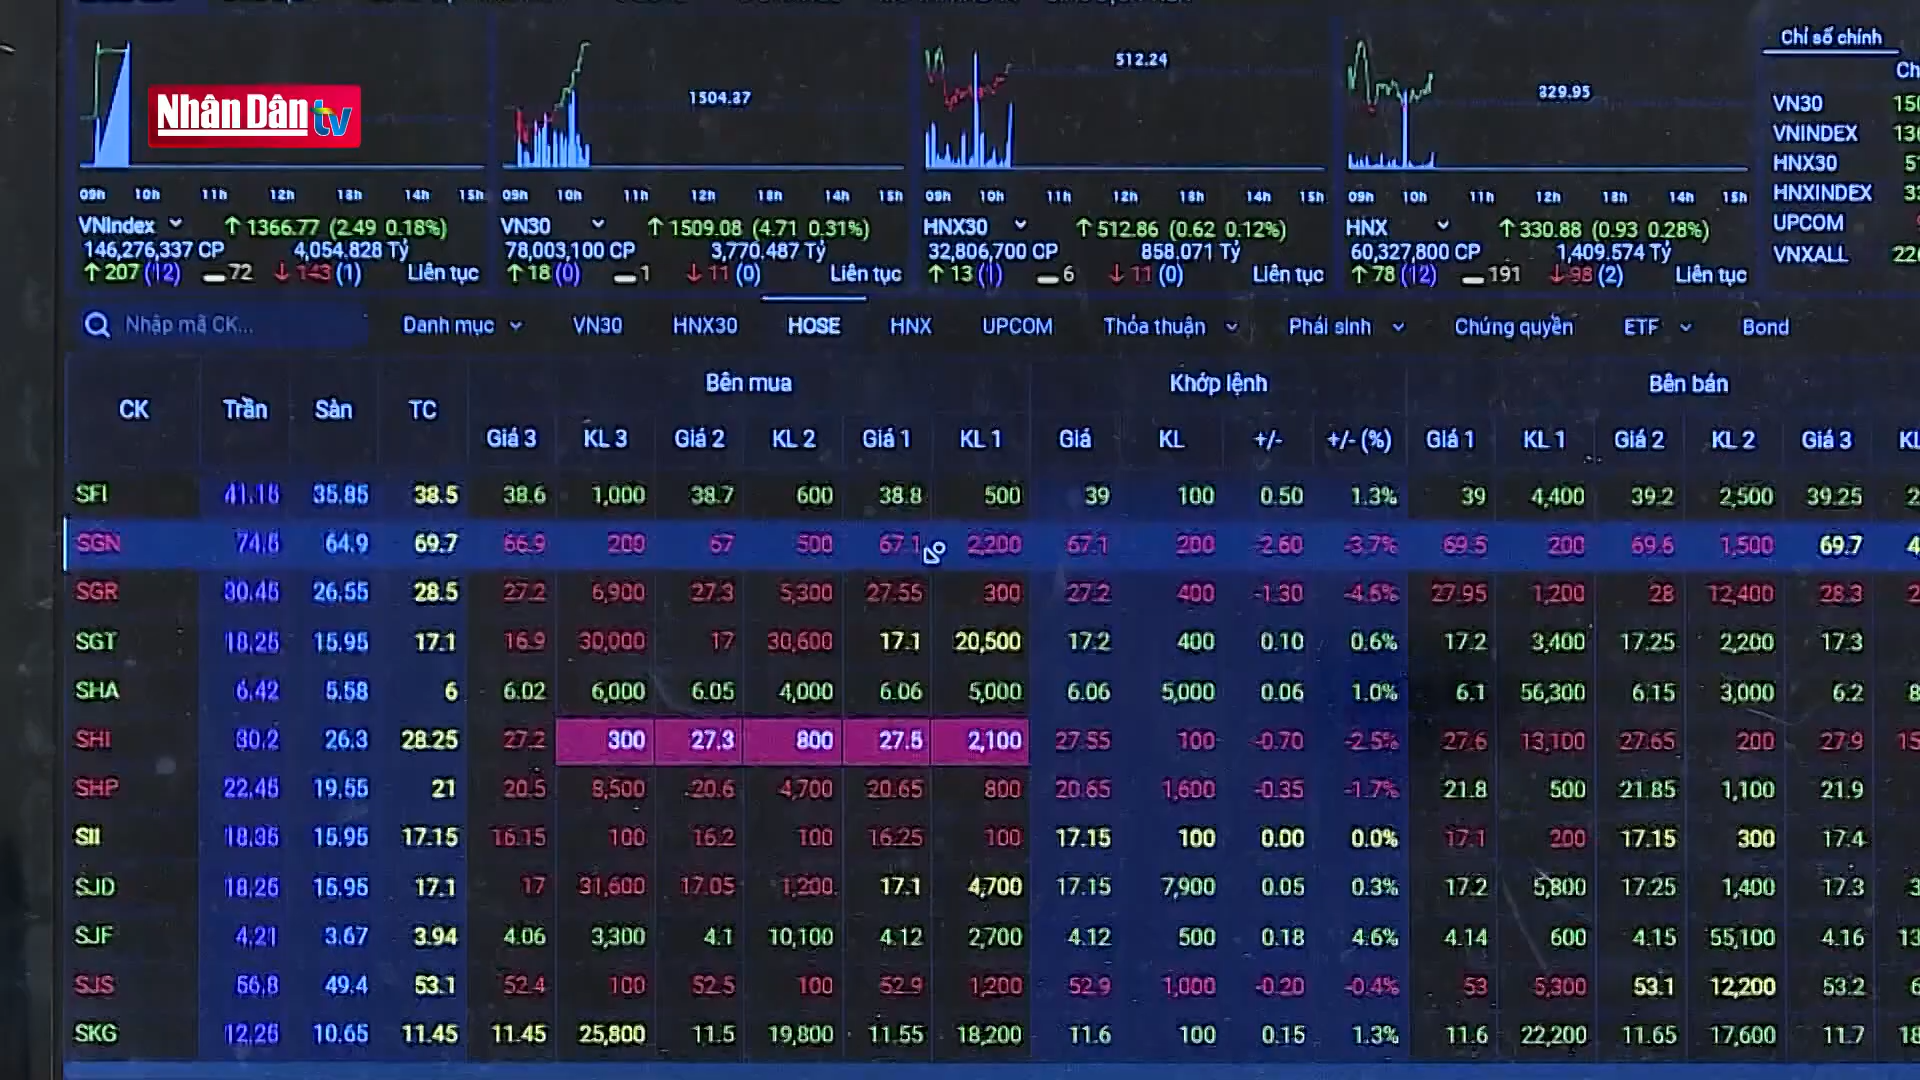 Nhân Dân tv
1504.37
512.24
329.95
Chỉ số chính
VN30
VNINDEX
HNX30
HNXINDEX
UPCOM
VNXALL
09h 10h 11h 12h 13h 14h 15h
09h 10h 11h 12h 13h 14h 15h
09h 10h 11h 12h 13h 14h 15h
09h 10h 11h 12h 13h 14h 15h
VNIndex ↑ 1366.77 (2.49 0.18%)
146,276,337 CP 4,054.828 Tỷ
↑ 207 (12) 72 ↓ 143 (1) Liên tục
VN30 ↑ 1509.08 (4.71 0.31%)
78,003,100 CP 3,770.487 Tỷ
↑ 18 (0) 1 ↓ 11 (0) Liên tục
HNX30 ↑ 512.86 (0.62 0.12%)
32,806,700 CP 858.071 Tỷ
↑ 13 (1) 6 ↓ 11 (0) Liên tục
HNX ↑ 330.88 (0.93 0.28%)
60,327,800 CP 1,409.574 Tỷ
↑ 78 (12) 191 ↓ 98 (2) Liên tục
Nhập mã CK... Danh mục VN30 HNX30 HOSE HNX UPCOM Thỏa thuận Phái sinh Chứng quyền ETF Bond
CK Trần Sàn TC Bên mua Khớp lệnh Bên bán
Giá 3 KL 3 Giá 2 KL 2 Giá 1 KL 1 Giá KL +/- +/- (%) Giá 1 KL 1 Giá 2 KL 2 Giá 3
SFI 41.15 35.85 38.5 38.6 1,000 38.7 600 38.8 500 39 100 0.50 1.3% 39 4,400 39.2 2,500 39.25
SGN 74.5 64.9 69.7 66.9 200 67 500 67.1 2,200 67.1 200 -2.60 -3.7% 69.5 200 69.6 1,500 69.7
SGR 30.45 26.55 28.5 27.2 6,900 27.3 5,300 27.55 300 27.2 400 -1.30 -4.6% 27.95 1,200 28 12,400 28.3
SGT 18.25 15.95 17.1 16.9 30,000 17 30,600 17.1 20,500 17.2 400 0.10 0.6% 17.2 3,400 17.25 2,200 17.3
SHA 6.42 5.58 6 6.02 6,000 6.05 4,000 6.06 5,000 6.06 5,000 0.06 1.0% 6.1 56,300 6.15 3,000 6.2
SHI 30.2 26.3 28.25 27.2 300 27.3 800 27.5 2,100 27.55 100 -0.70 -2.5% 27.6 13,100 27.65 200 27.9
SHP 22.45 19.55 21 20.5 8,500 20.6 4,700 20.65 800 20.65 1,600 -0.35 -1.7% 21.8 500 21.85 1,100 21.9
SII 18.35 15.95 17.15 16.15 100 16.2 100 16.25 100 17.15 100 0.00 0.0% 17.1 200 17.15 300 17.4
SJD 18.25 15.95 17.1 17 31,600 17.05 1,200 17.1 4,700 17.15 7,900 0.05 0.3% 17.2 5,800 17.25 1,400 17.3
SJF 4.21 3.67 3.94 4.06 3,300 4.1 10,100 4.12 2,700 4.12 500 0.18 4.6% 4.14 600 4.15 55,100 4.16
SJS 56.8 49.4 53.1 52.4 100 52.5 100 52.9 1,200 52.9 1,000 -0.20 -0.4% 53 5,300 53.1 12,200 53.2
SKG 12.25 10.65 11.45 11.45 25,800 11.5 19,800 11.55 18,200 11.6 100 0.15 1.3% 11.6 22,200 11.65 17,600 11.7